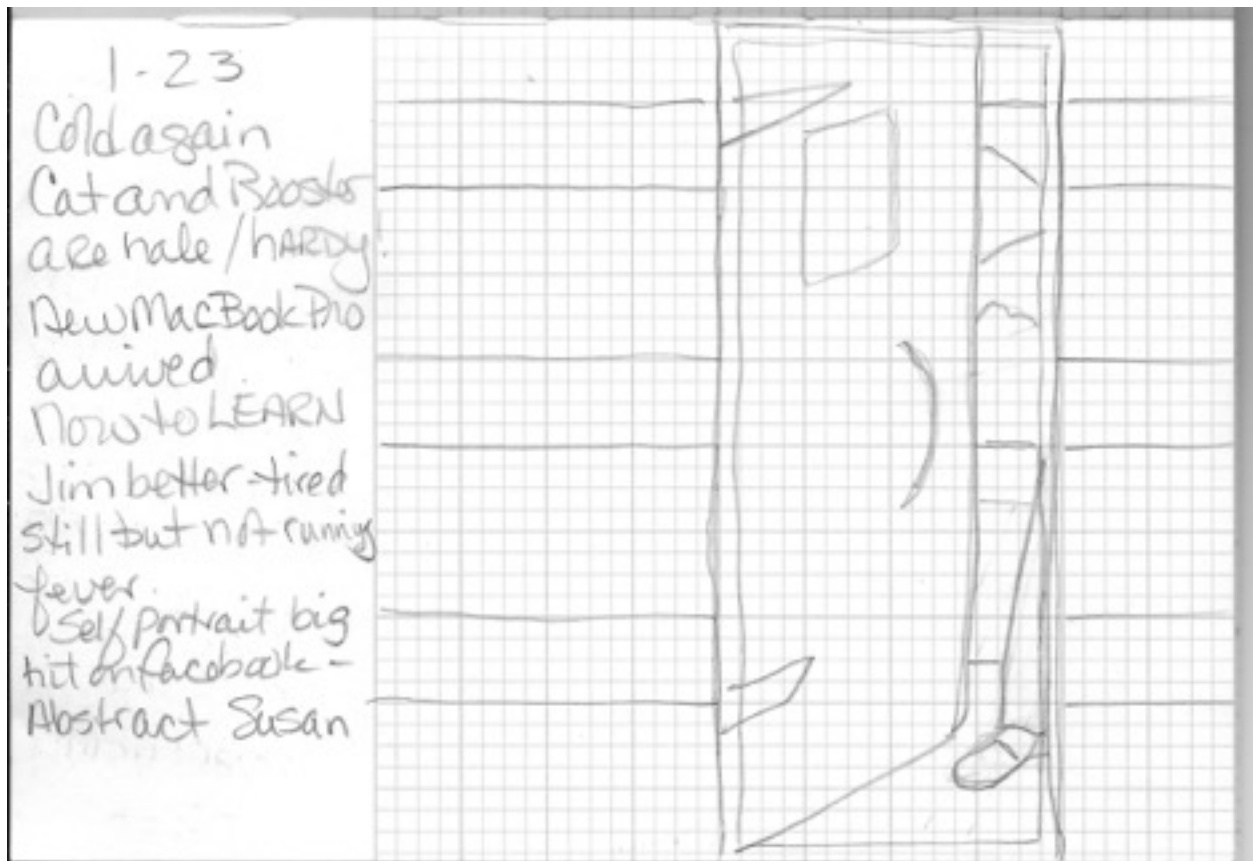 1-23
Cold again
Cat and Rooster
are hale / hARDy!
New MacBook Pro
arrived
Now to LEARN
Jim better - tired
still but not running
fever.
Self portrait big
hit on facebook -
Abstract Susan